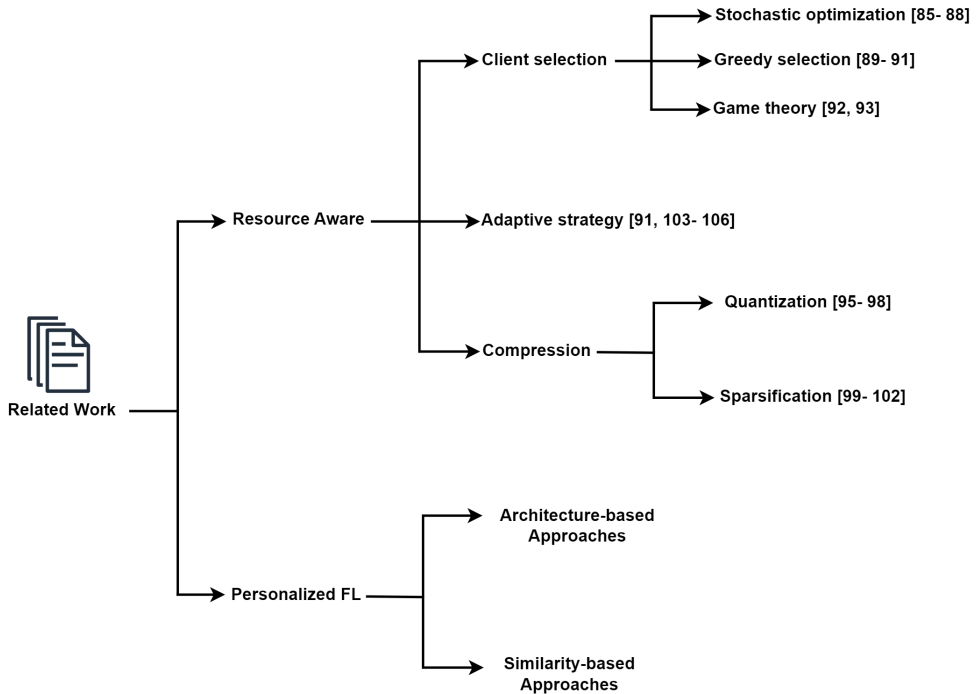 Stochastic optimization [85- 88]
Client selection
Greedy selection [89- 91]
Game theory [92, 93]
Resource Aware
Adaptive strategy [91, 103- 106]
Quantization [95- 98]
Compression
Sparsification [99- 102]
Related Work
Architecture-based
Approaches
Personalized FL
Similarity-based
Approaches